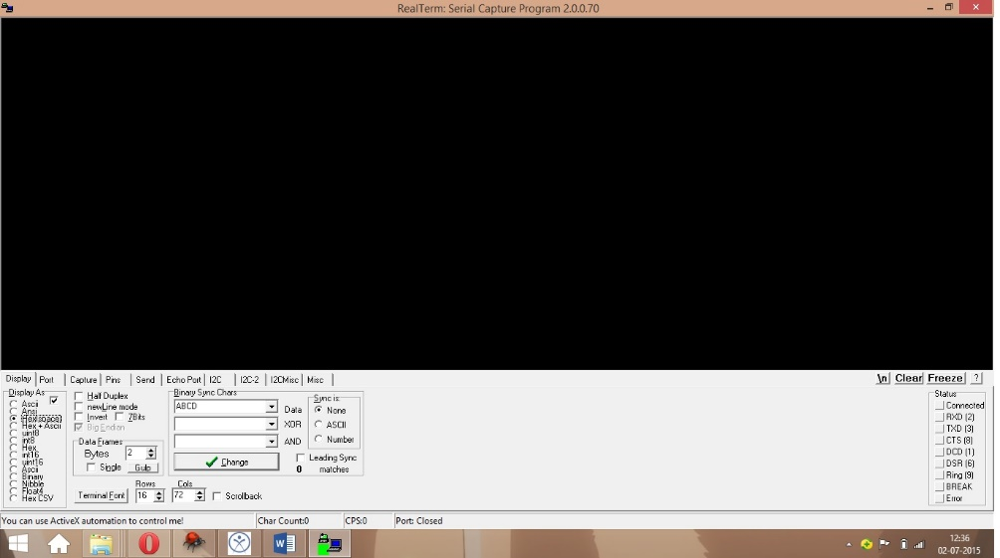 RealTerm: Serial Capture Program 2.0.0.70
Display Port Capture Pins Send Echo Port I2C I2C-2 I2CMisc Misc \n Clear Freeze ?
Display As
Ascii
Ansi
Hex[space]
Hex + Ascii
uint8
int8
Hex
int16
uint16
Ascii
Binary
Nibble
Float4
Hex CSV
Half Duplex
newLine mode
Invert 7Bits
Big Endian
Data Frames
Bytes 2
Single Gulp
Terminal Font
Rows
16
Cols
72
Scrollback
Binary Sync Chars
ABCD
Data
XOR
AND
Change
Sync is:
None
ASCII
Number
Leading Sync
0 matches
Status
Connected
RXD (2)
TXD (3)
CTS (8)
DCD (1)
DSR (6)
Ring (9)
BREAK
Error
You can use ActiveX automation to control me! Char Count:0 CPS:0 Port: Closed
12:36
02-07-2015